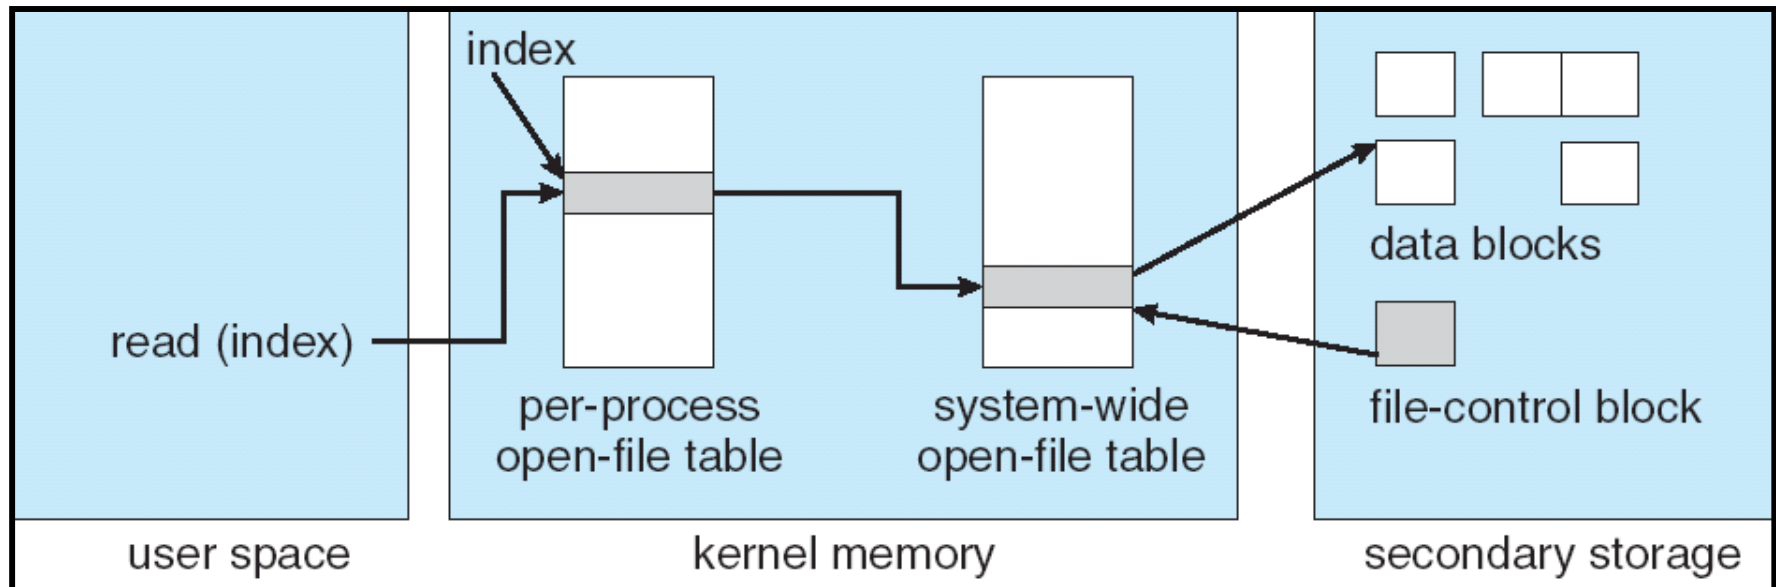 index
read (index)
per-process
open-file table
system-wide
open-file table
data blocks
file-control block
user space
kernel memory
secondary storage